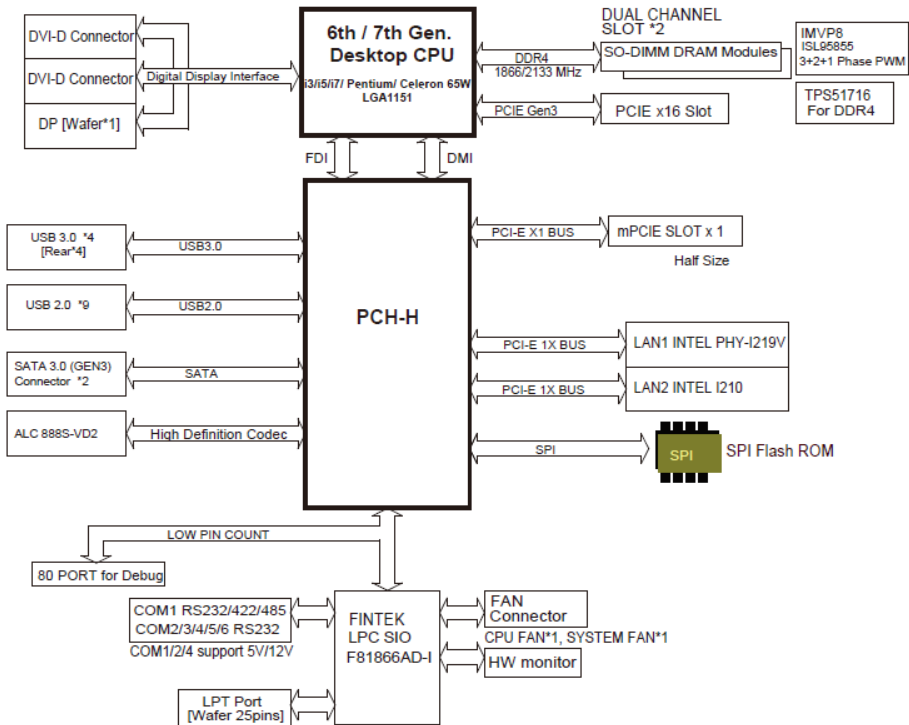 DVI-D Connector
DVI-D Connector
DP [Wafer*1]
Digital Display Interface
6th / 7th Gen.
Desktop CPU
i3/i5/i7/ Pentium/ Celeron 65W
LGA1151
DDR4
1866/2133 MHz
PCIE Gen3
DUAL CHANNEL
SLOT *2
SO-DIMM DRAM Modules
PCIE x16 Slot
IMVP8
ISL95855
3+2+1 Phase PWM
TPS51716
For DDR4
FDI
DMI
USB 3.0 *4
[Rear*4]
USB3.0
USB 2.0 *9
USB2.0
SATA 3.0 (GEN3)
Connector *2
SATA
ALC 888S-VD2
High Definition Codec
PCH-H
PCI-E X1 BUS
mPCIE SLOT x 1
Half Size
PCI-E 1X BUS
LAN1 INTEL PHY-I219V
PCI-E 1X BUS
LAN2 INTEL I210
SPI
SPI
SPI Flash ROM
LOW PIN COUNT
80 PORT for Debug
COM1 RS232/422/485
COM2/3/4/5/6 RS232
COM1/2/4 support 5V/12V
LPT Port
[Wafer 25pins]
FINTEK
LPC SIO
F81866AD-I
FAN
Connector
CPU FAN*1, SYSTEM FAN*1
HW monitor